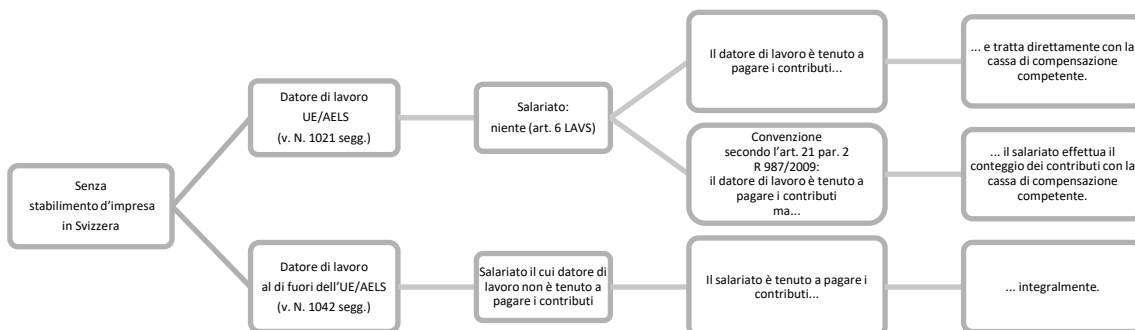 Senza
stabilimento d'impresa
in Svizzera
Datore di lavoro
UE/AELS
(v. N. 1021 segg.)
Salariato:
niente (art. 6 LAVS)
Il datore di lavoro è tenuto a
pagare i contributi...
... e tratta direttamente con la
cassa di compensazione
competente.
Convenzione
secondo l'art. 21 par. 2
R 987/2009:
il datore di lavoro è tenuto a
pagare i contributi
ma...
... il salariato effettua il
conteggio dei contributi con la
cassa di compensazione
competente.
Datore di lavoro
al di fuori dell'UE/AELS
(v. N. 1042 segg.)
Salariato il cui datore di
lavoro non è tenuto a
pagare i contributi
Il salariato è tenuto a pagare i
contributi...
... integralmente.